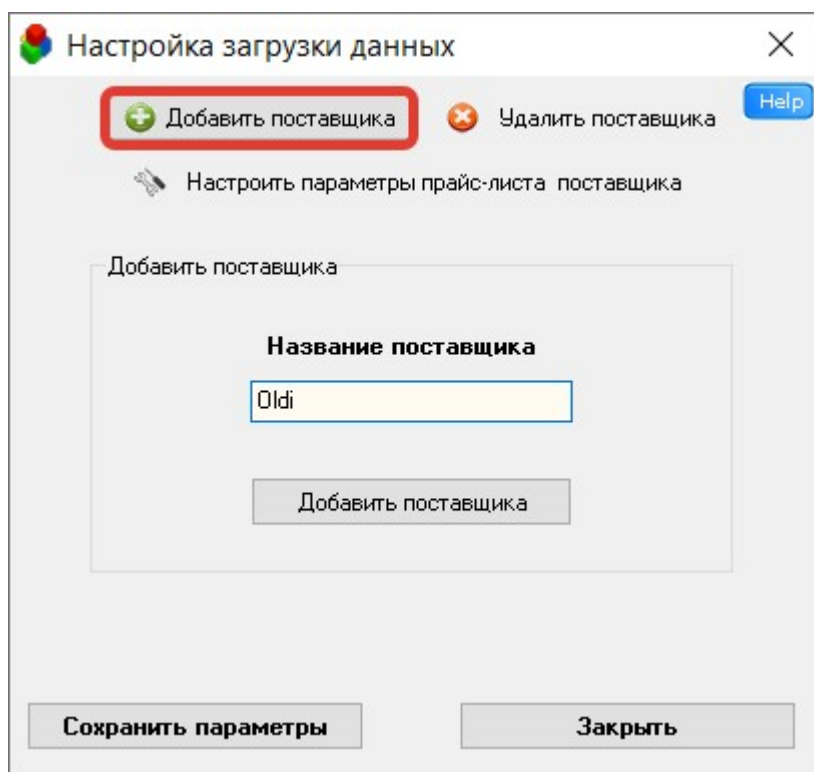 Настройка загрузки данных
Добавить поставщика
Удалить поставщика
Help
Настроить параметры прайс-листа поставщика
Добавить поставщика
Название поставщика
Oldi
Добавить поставщика
Сохранить параметры
Закрыть